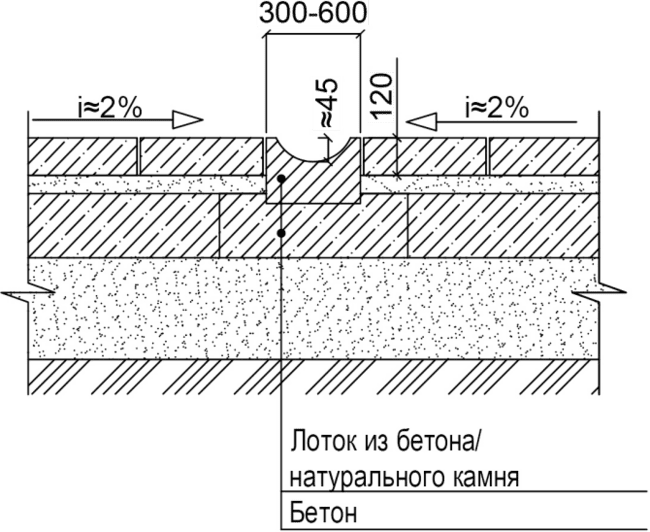 300-600
i≈2%
≈45
120
i≈2%
Лоток из бетона/
натурального камня
Бетон